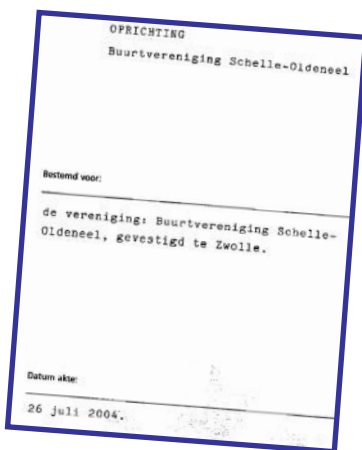 OPRICHTING
Buurtvereniging Schelle-Oldeneel
Bestemd voor:
de vereniging: Buurtvereniging Schelle-
Oldeneel, gevestigd te Zwolle.
Datum akte:
26 juli 2004.